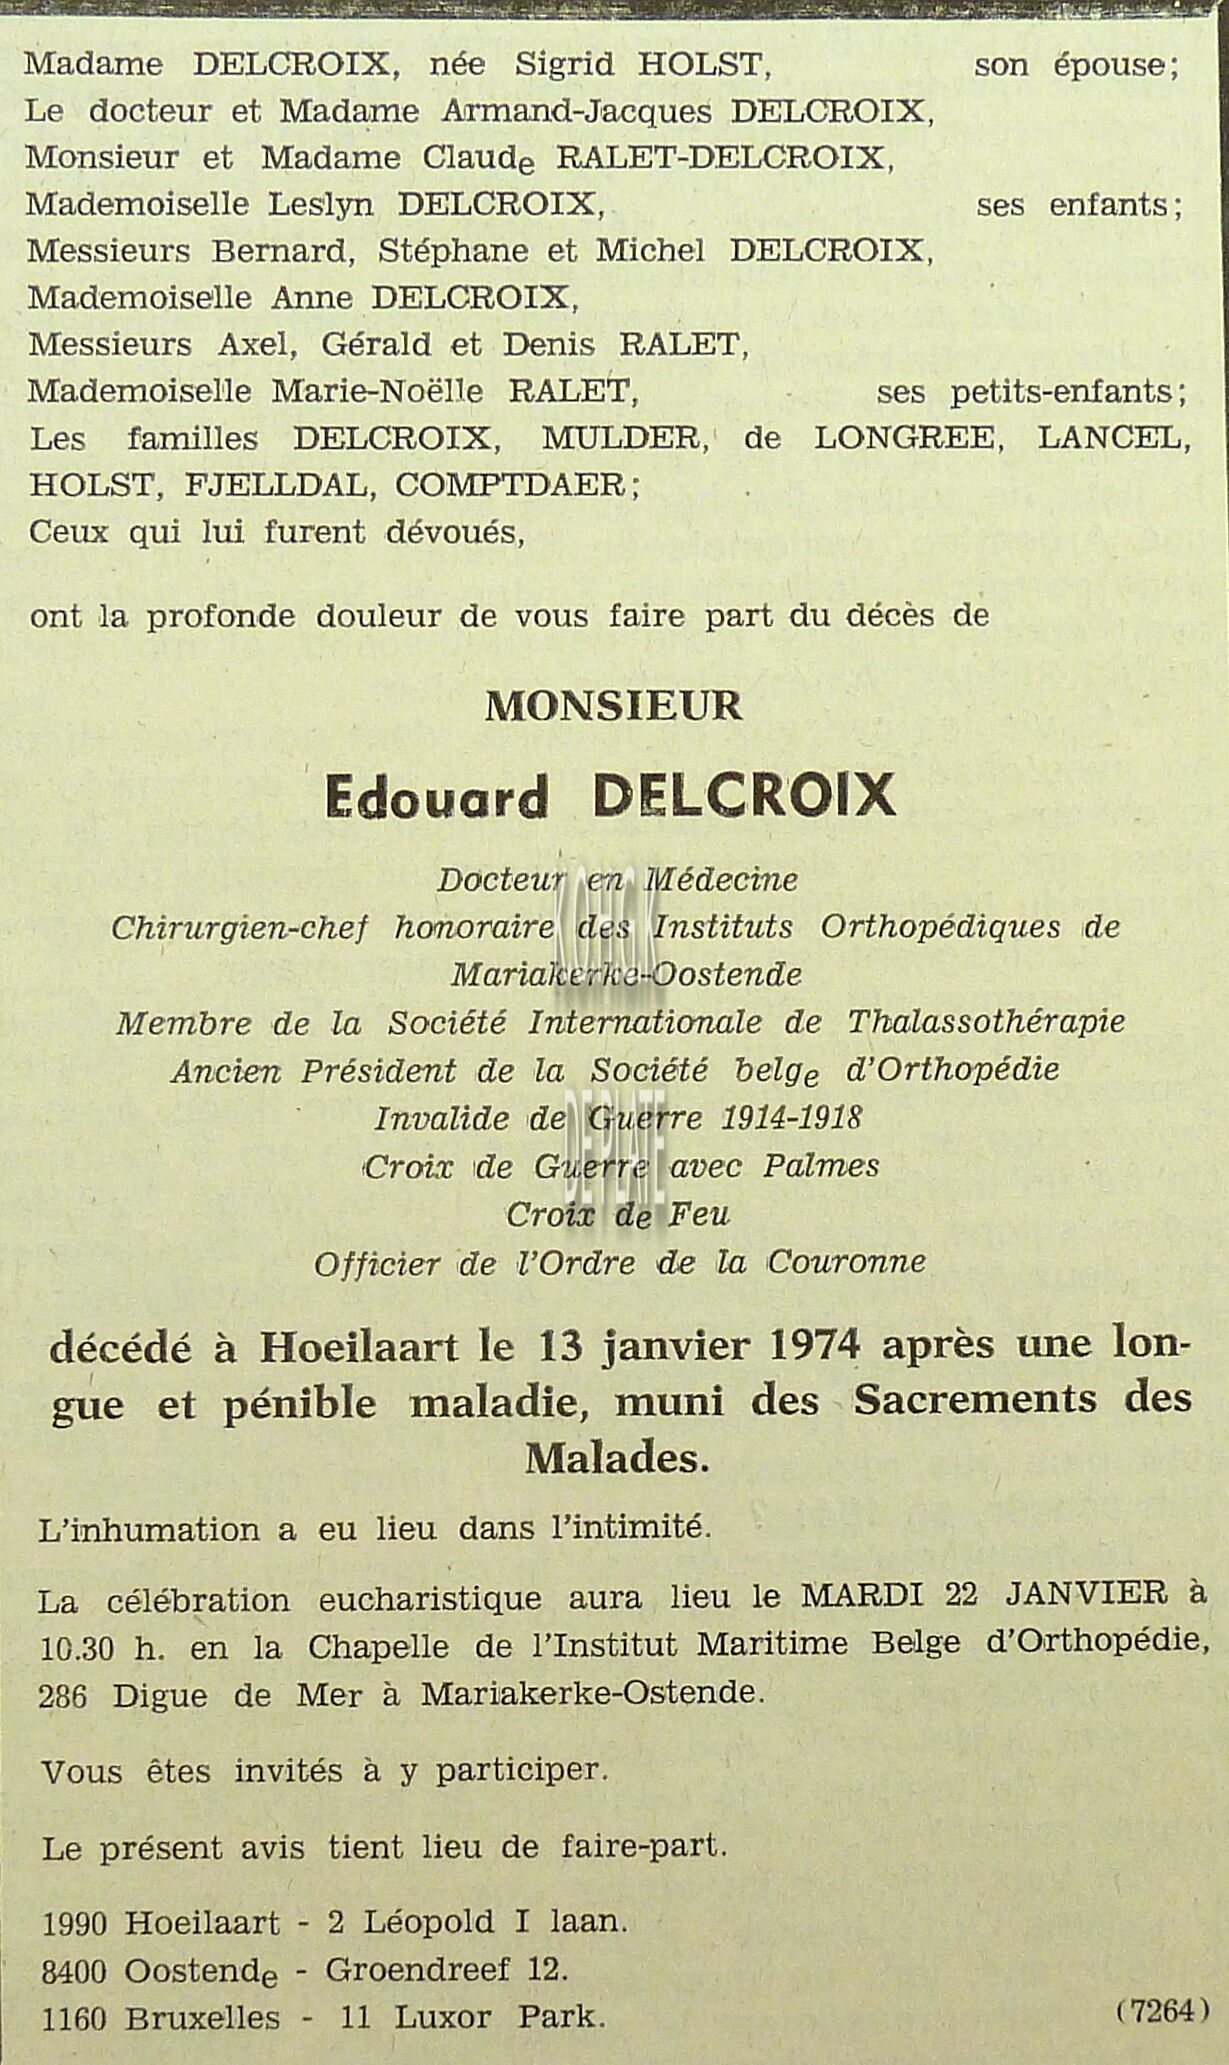 Madame DELCROIX, née Sigrid HOLST, son épouse;
Le docteur et Madame Armand-Jacques DELCROIX,
Monsieur et Madame Claude RALET-DELCROIX,
Mademoiselle Leslyn DELCROIX, ses enfants;
Messieurs Bernard, Stéphane et Michel DELCROIX,
Mademoiselle Anne DELCROIX,
Messieurs Axel, Gérald et Denis RALET,
Mademoiselle Marie-Noëlle RALET, ses petits-enfants;
Les familles DELCROIX, MULDER, de LONGREE, LANCEL,
HOLST, FJELLDAL, COMPTDAER;
Ceux qui lui furent dévoués,
ont la profonde douleur de vous faire part du décès de
MONSIEUR
Edouard DELCROIX
Docteur en Médecine
Chirurgien-chef honoraire des Instituts Orthopédiques de
Mariakerke-Oostende
Membre de la Société Internationale de Thalassothérapie
Ancien Président de la Société belge d'Orthopédie
Invalide de Guerre 1914-1918
Croix de Guerre avec Palmes
Croix de Feu
Officier de l'Ordre de la Couronne
décédé à Hoeilaart le 13 janvier 1974 après une lon-
gue et pénible maladie, muni des Sacrements des
Malades.
L'inhumation a eu lieu dans l'intimité.
La célébration eucharistique aura lieu le MARDI 22 JANVIER à
10.30 h. en la Chapelle de l'Institut Maritime Belge d'Orthopédie,
286 Digue de Mer à Mariakerke-Ostende.
Vous êtes invités à y participer.
Le présent avis tient lieu de faire-part.
1990 Hoeilaart - 2 Léopold I laan.
8400 Oostende - Groendreef 12.
1160 Bruxelles - 11 Luxor Park. (7264)
KONGK
DE PLATE